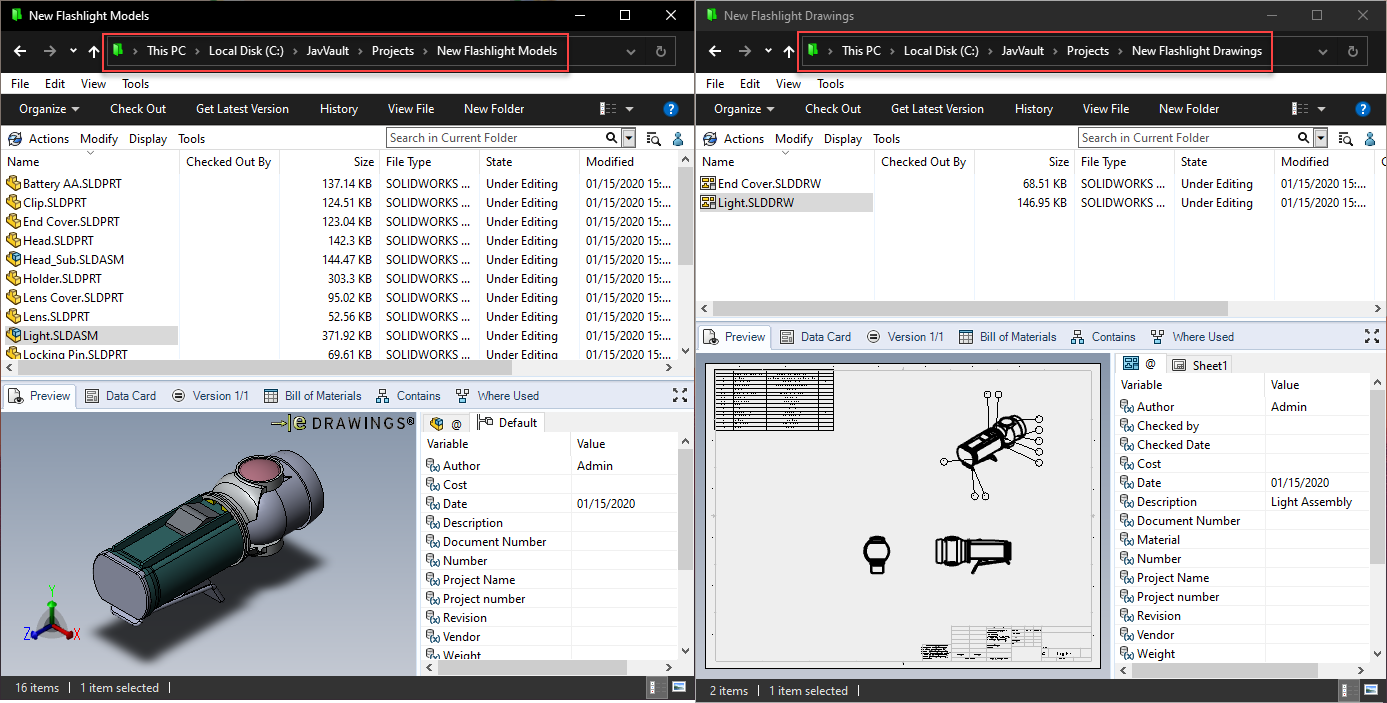 New Flashlight Models
This PC > Local Disk (C:) > JavVault > Projects > New Flashlight Models
File Edit View Tools
Organize Check Out Get Latest Version History View File New Folder
Actions Modify Display Tools
Search in Current Folder
Name Checked Out By Size File Type State Modified
Battery AA.SLDPRT 137.14 KB SOLIDWORKS ... Under Editing 01/15/2020 15:...
Clip.SLDPRT 124.51 KB SOLIDWORKS ... Under Editing 01/15/2020 15:...
End Cover.SLDPRT 123.04 KB SOLIDWORKS ... Under Editing 01/15/2020 15:...
Head.SLDPRT 142.3 KB SOLIDWORKS ... Under Editing 01/15/2020 15:...
Head_Sub.SLDASM 144.47 KB SOLIDWORKS ... Under Editing 01/15/2020 15:...
Holder.SLDPRT 303.3 KB SOLIDWORKS ... Under Editing 01/15/2020 15:...
Lens Cover.SLDPRT 95.02 KB SOLIDWORKS ... Under Editing 01/15/2020 15:...
Lens.SLDPRT 52.56 KB SOLIDWORKS ... Under Editing 01/15/2020 15:...
Light.SLDASM 371.92 KB SOLIDWORKS ... Under Editing 01/15/2020 15:...
Locking Pin.SLDPRT 69.61 KB SOLIDWORKS ... Under Editing 01/15/2020 15:...
Preview Data Card Version 1/1 Bill of Materials Contains Where Used
e DRAWINGS®
Y
Z
X
@ Default
Variable Value
Author Admin
Cost
Date 01/15/2020
Description
Document Number
Number
Project Name
Project number
Revision
Vendor
Weight
16 items | 1 item selected |
New Flashlight Drawings
This PC > Local Disk (C:) > JavVault > Projects > New Flashlight Drawings
File Edit View Tools
Organize Check Out Get Latest Version History View File New Folder
Actions Modify Display Tools
Search in Current Folder
Name Checked Out By Size File Type State Modified
End Cover.SLDDRW 68.51 KB SOLIDWORKS ... Under Editing 01/15/2020 15:...
Light.SLDDRW 146.95 KB SOLIDWORKS ... Under Editing 01/15/2020 15:...
Preview Data Card Version 1/1 Bill of Materials Contains Where Used
Light
@ Sheet1
Variable Value
Author Admin
Checked by
Checked Date
Cost
Date 01/15/2020
Description Light Assembly
Document Number
Material
Number
Project Name
Project number
Revision
Vendor
Weight
2 items | 1 item selected |